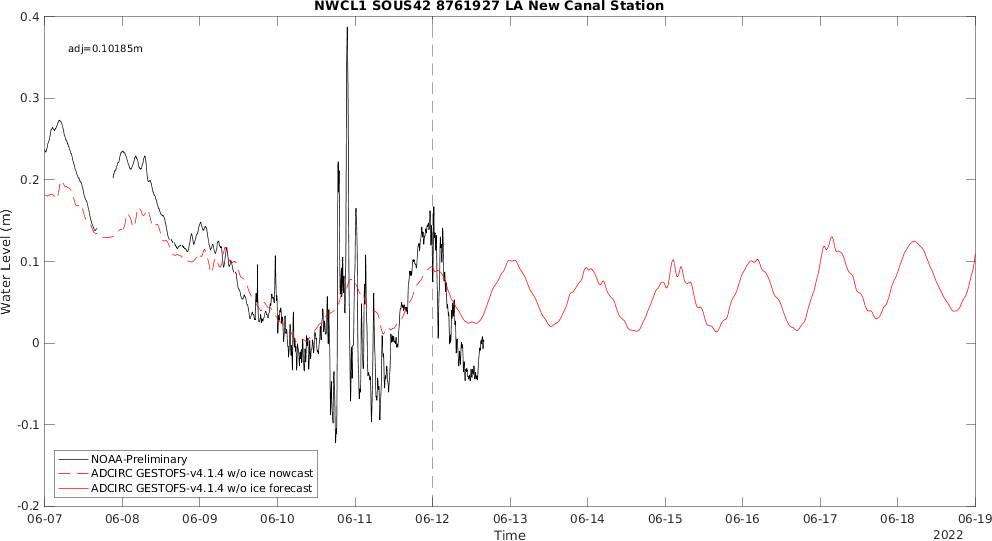 NWCL1 SOUS42 8761927 LA New Canal Station
adj=0.10185m
0.4
0.3
0.2
0.1
0
-0.1
-0.2
Water Level (m)
NOAA-Preliminary
ADCIRC GESTOFS-v4.1.4 w/o ice nowcast
ADCIRC GESTOFS-v4.1.4 w/o ice forecast
06-07 06-08 06-09 06-10 06-11 06-12 06-13 06-14 06-15 06-16 06-17 06-18 06-19
Time
2022